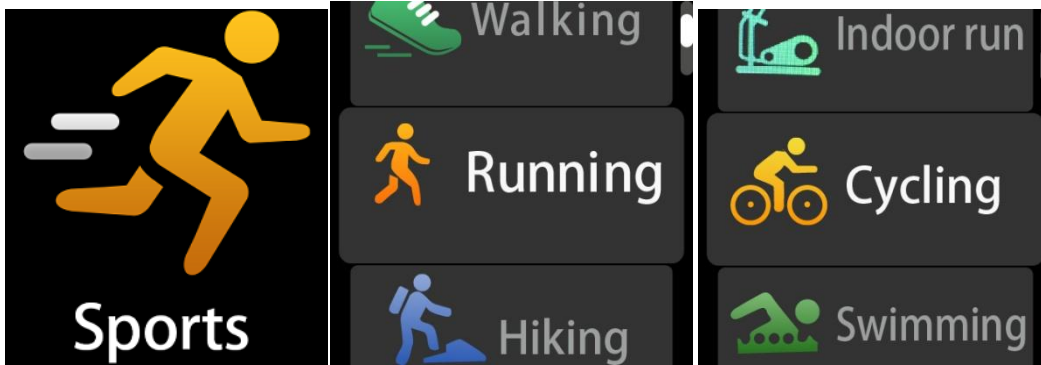 Sports
Walking
Running
Hiking
Indoor run
Cycling
Swimming